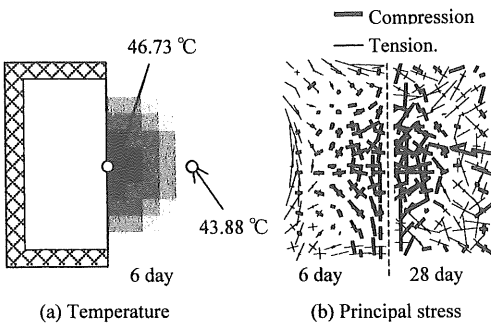 46.73 ℃
43.88 ℃
6 day
(a) Temperature
Compression
Tension.
6 day
28 day
(b) Principal stress